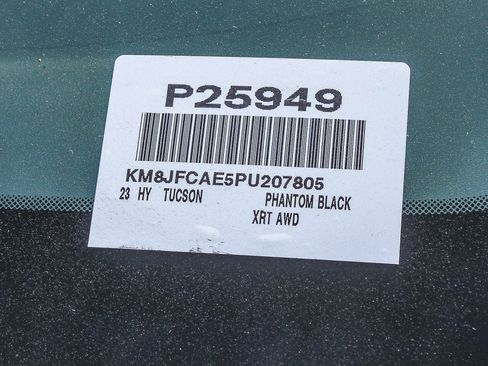 P25949
KM8JFCAE5PU207805
23 HY TUCSON PHANTOM BLACK
XRT AWD